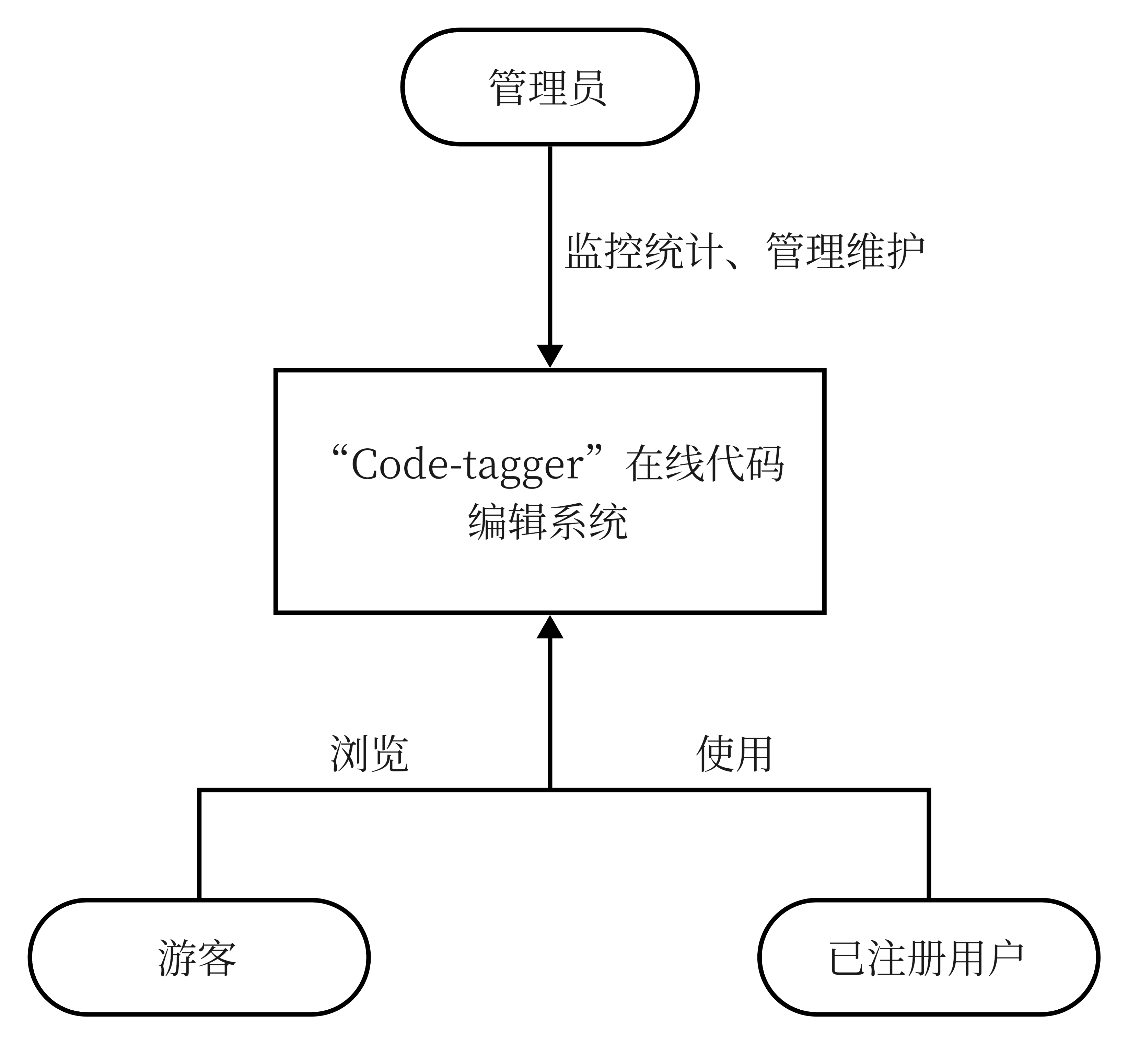 管理员
监控统计、管理维护
“Code-tagger”在线代码
编辑系统
浏览
使用
游客
已注册用户